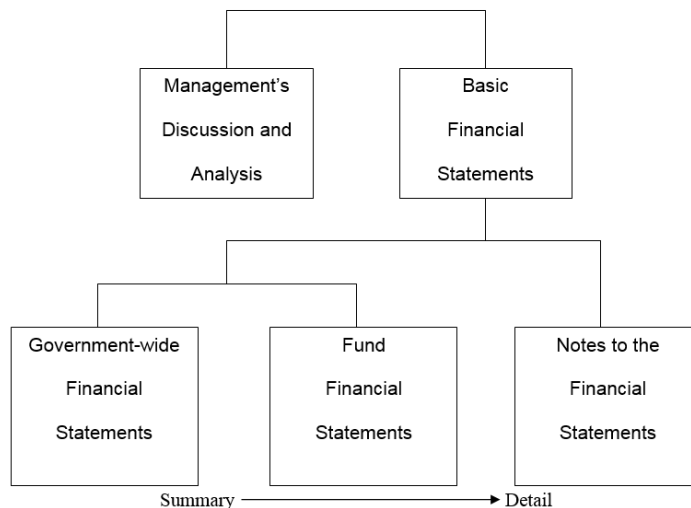 Management’s
Discussion and
Analysis
Basic
Financial
Statements
Government-wide
Financial
Statements
Fund
Financial
Statements
Notes to the
Financial
Statements
Summary
Detail